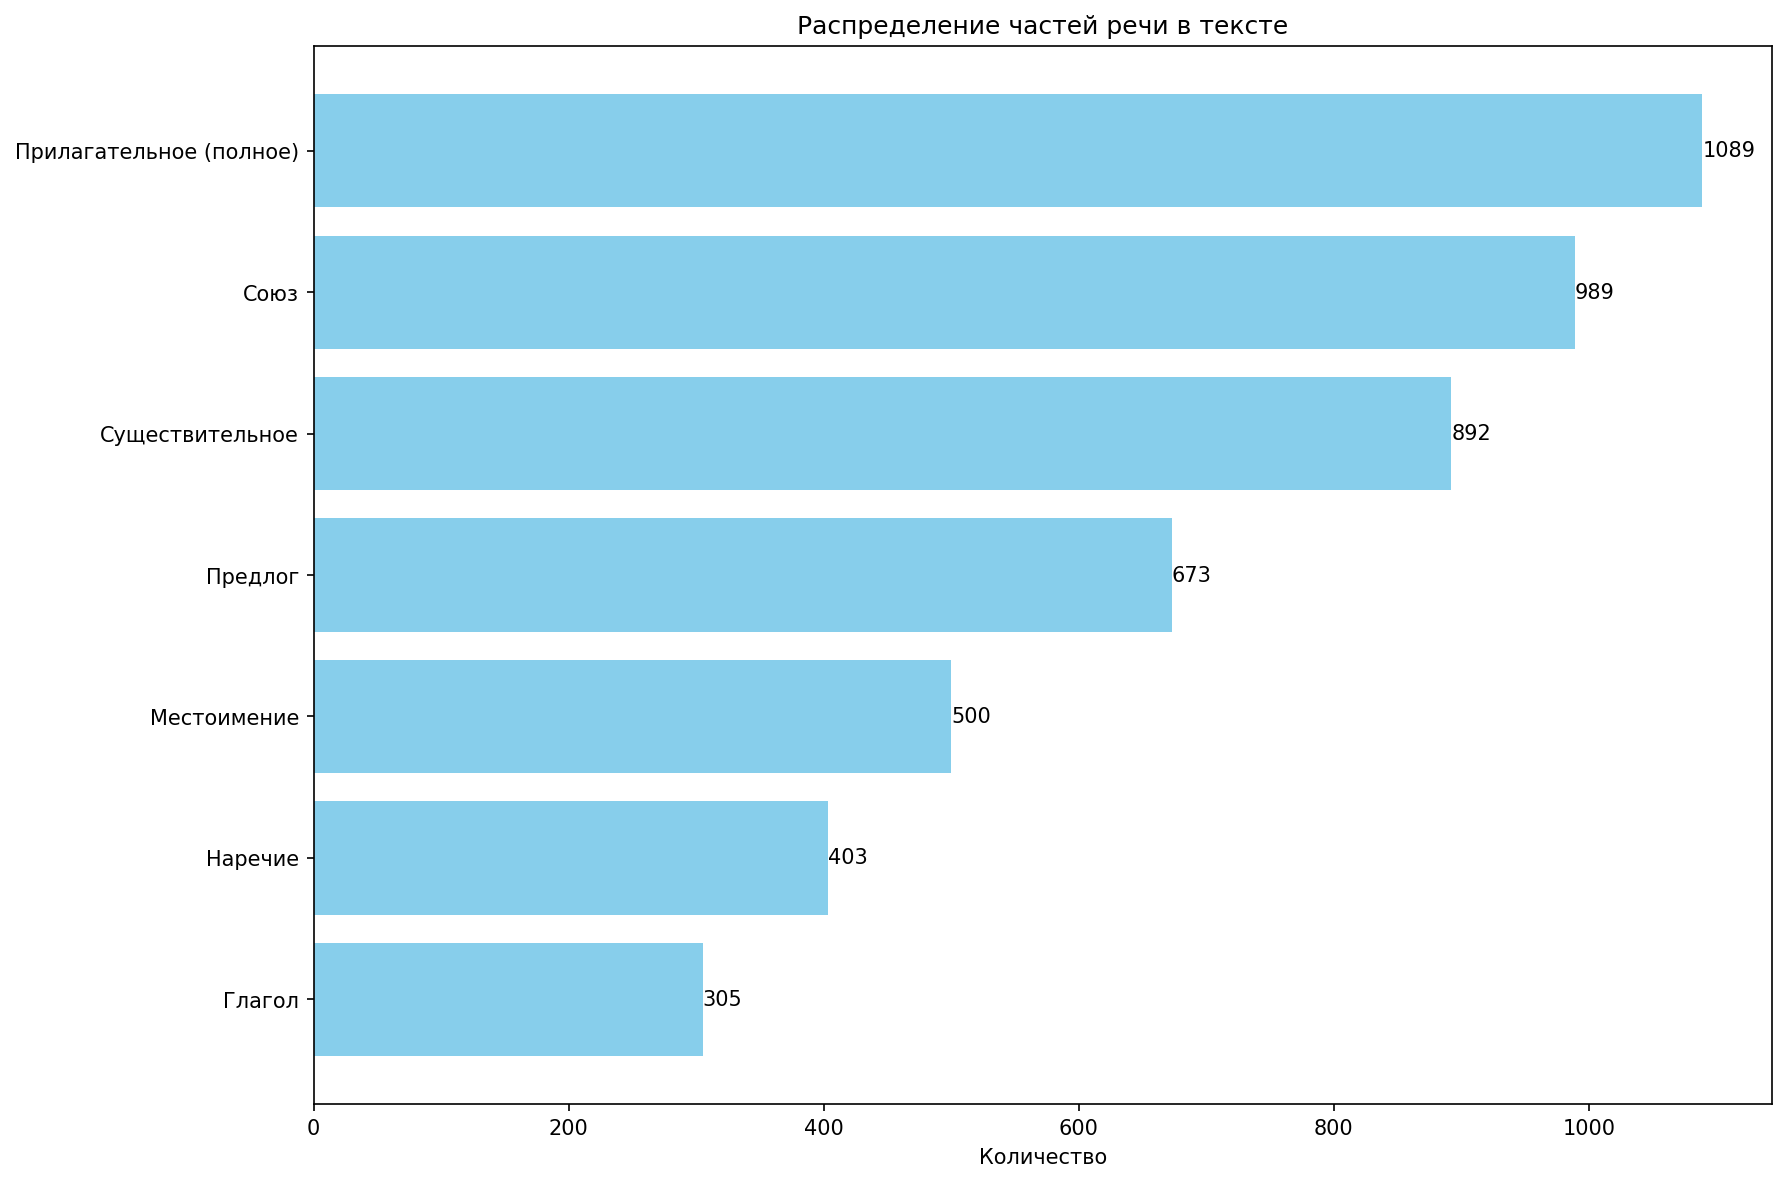 Распределение частей речи в тексте
Прилагательное (полное) 1089
Союз 989
Существительное 892
Предлог 673
Местоимение 500
Наречие 403
Глагол 305
0 200 400 600 800 1000
Количество